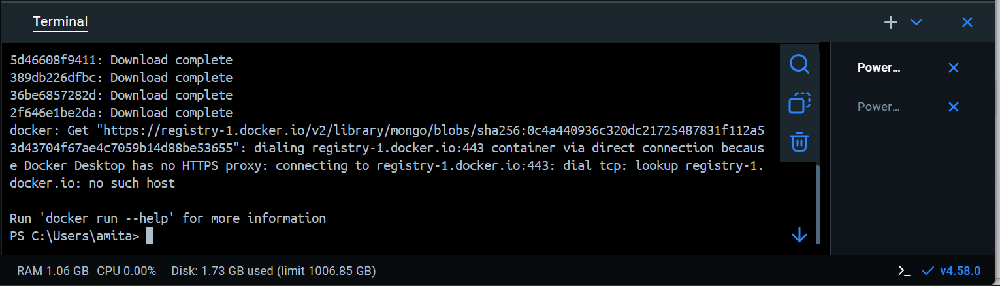 Terminal
5d46608f9411: Download complete
389db226dfbc: Download complete
36be6857282d: Download complete
2f646e1be2da: Download complete
docker: Get "https://registry-1.docker.io/v2/library/mongo/blobs/sha256:0c4a440936c320dc21725487831f112a5
3d43704f67ae4c7059b14d88be53655": dialing registry-1.docker.io:443 container via direct connection becaus
e Docker Desktop has no HTTPS proxy: connecting to registry-1.docker.io:443: dial tcp: lookup registry-1.
docker.io: no such host
Run 'docker run --help' for more information
PS C:\Users\amita>
Power...
Power...
RAM 1.06 GB CPU 0.00% Disk: 1.73 GB used (limit 1006.85 GB)
v4.58.0